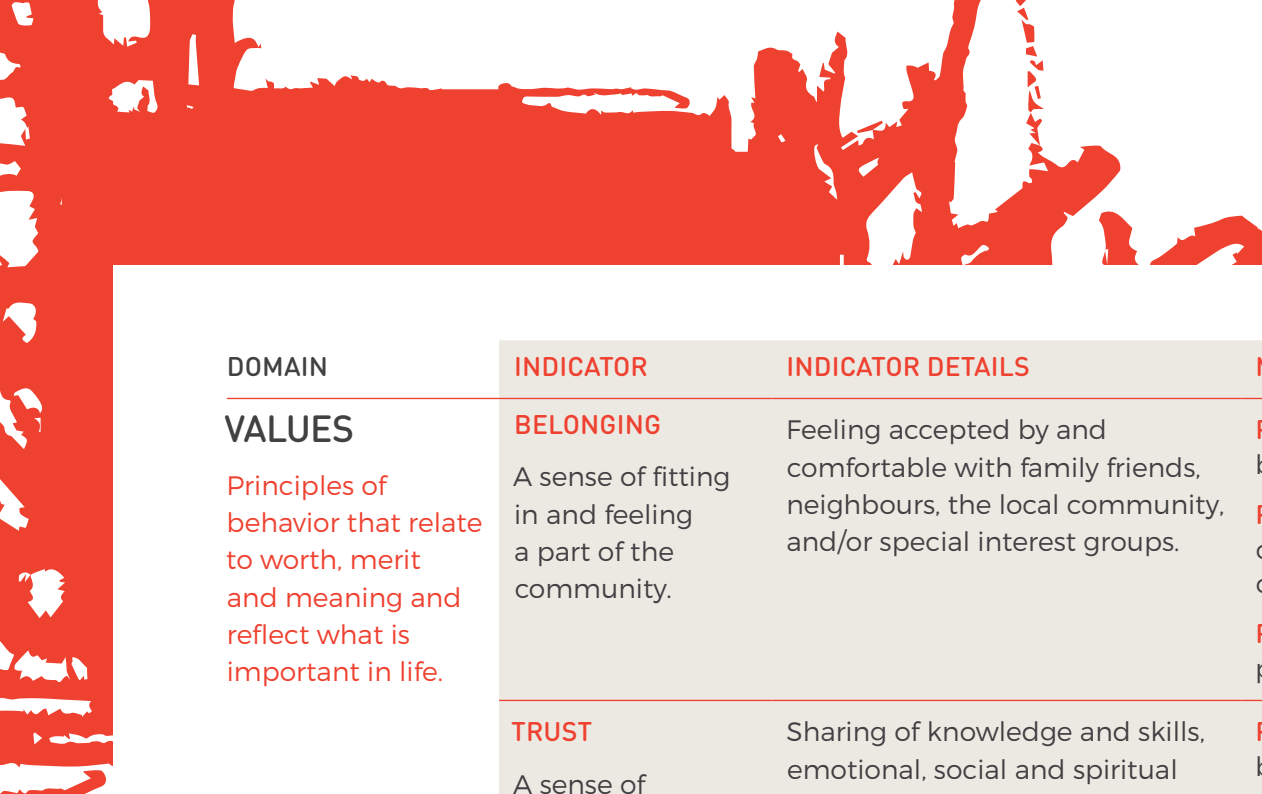 DOMAIN
INDICATOR
INDICATOR DETAILS
VALUES
Principles of
behavior that relate
to worth, merit
and meaning and
reflect what is
important in life.
BELONGING
A sense of fitting
in and feeling
a part of the
community.
Feeling accepted by and
comfortable with family friends,
neighbours, the local community,
and/or special interest groups.
TRUST
A sense of
Sharing of knowledge and skills,
emotional, social and spiritual